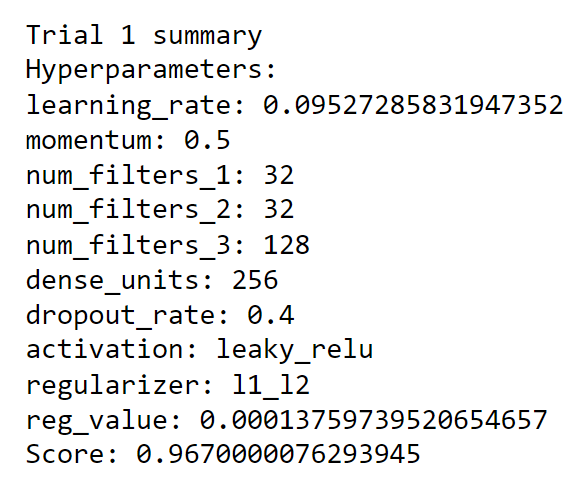 Trial 1 summary
Hyperparameters:
learning_rate: 0.09527285831947352
momentum: 0.5
num_filters_1: 32
num_filters_2: 32
num_filters_3: 128
dense_units: 256
dropout_rate: 0.4
activation: leaky_relu
regularizer: l1_l2
reg_value: 0.00013759739520654657
Score: 0.9670000076293945